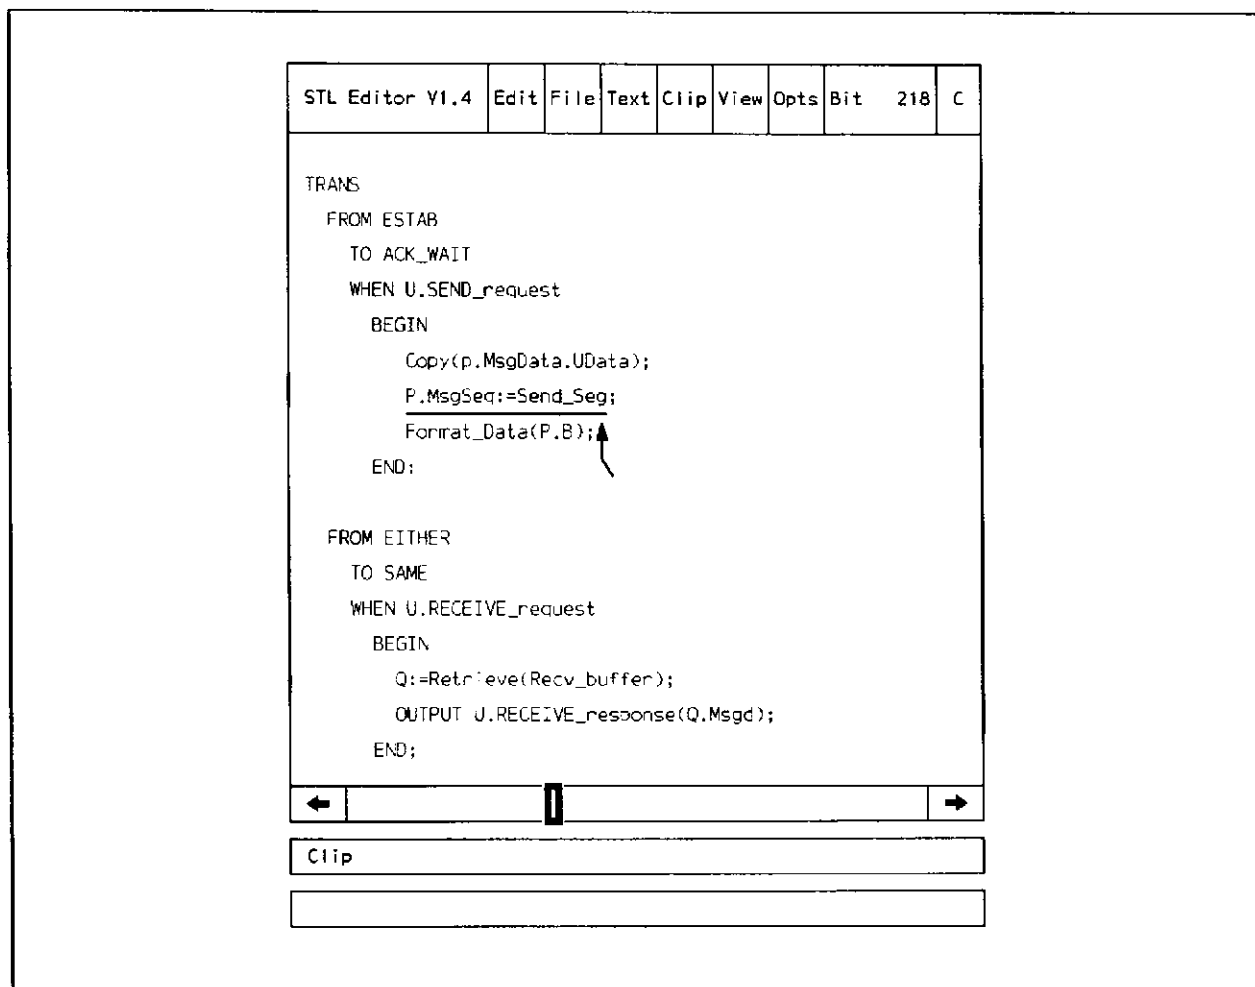 STL Editor V1.4 Edit File Text Clip View Opts Bit 218 C
TRANS
FROM ESTAB
TO ACK_WAIT
WHEN U.SEND_request
BEGIN
Copy(p.MsgData.UData);
P.MsgSeq:=Send_Seg;
Format_Data(P.B);
END;
FROM EITHER
TO SAME
WHEN U.RECEIVE_request
BEGIN
Q:=Retrieve(Recv_buffer);
OUTPUT U.RECEIVE_response(Q.Msgd);
END;
Clip